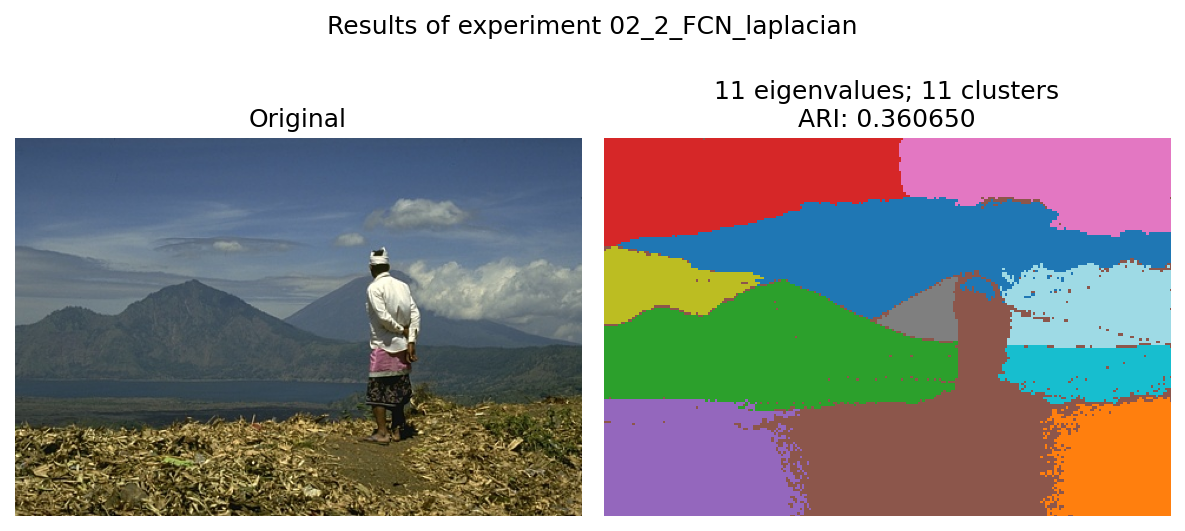 Results of experiment 02_2_FCN_laplacian
Original
11 eigenvalues; 11 clusters
ARI: 0.360650